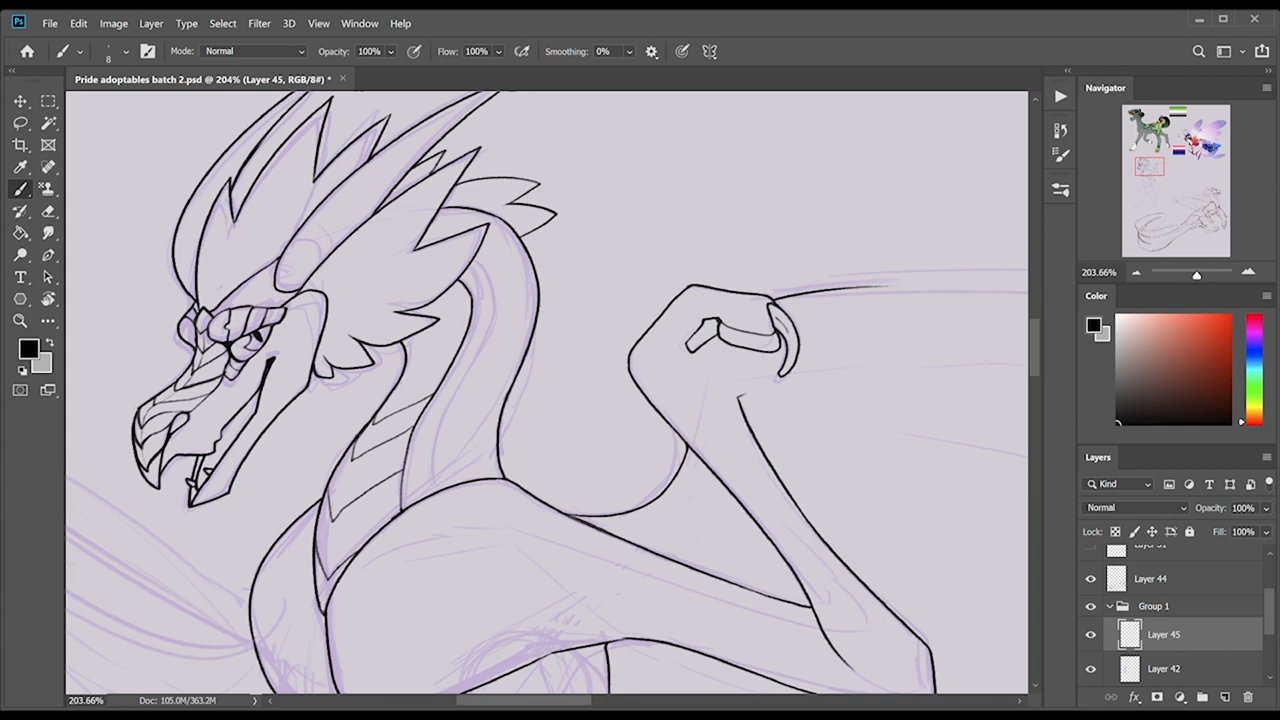 Ps File Edit Image Layer Type Select Filter 3D View Window Help
8 Mode: Normal Opacity: 100% Flow: 100% Smoothing: 0%
Pride adoptables batch 2.psd @ 204% (Layer 45, RGB/8#) *
Navigator
203.66%
Color
Layers
Kind
Normal Opacity: 100%
Lock: Fill: 100%
Layer 44
Group 1
Layer 45
Layer 42
203.66% Doc: 105.0M/363.2M